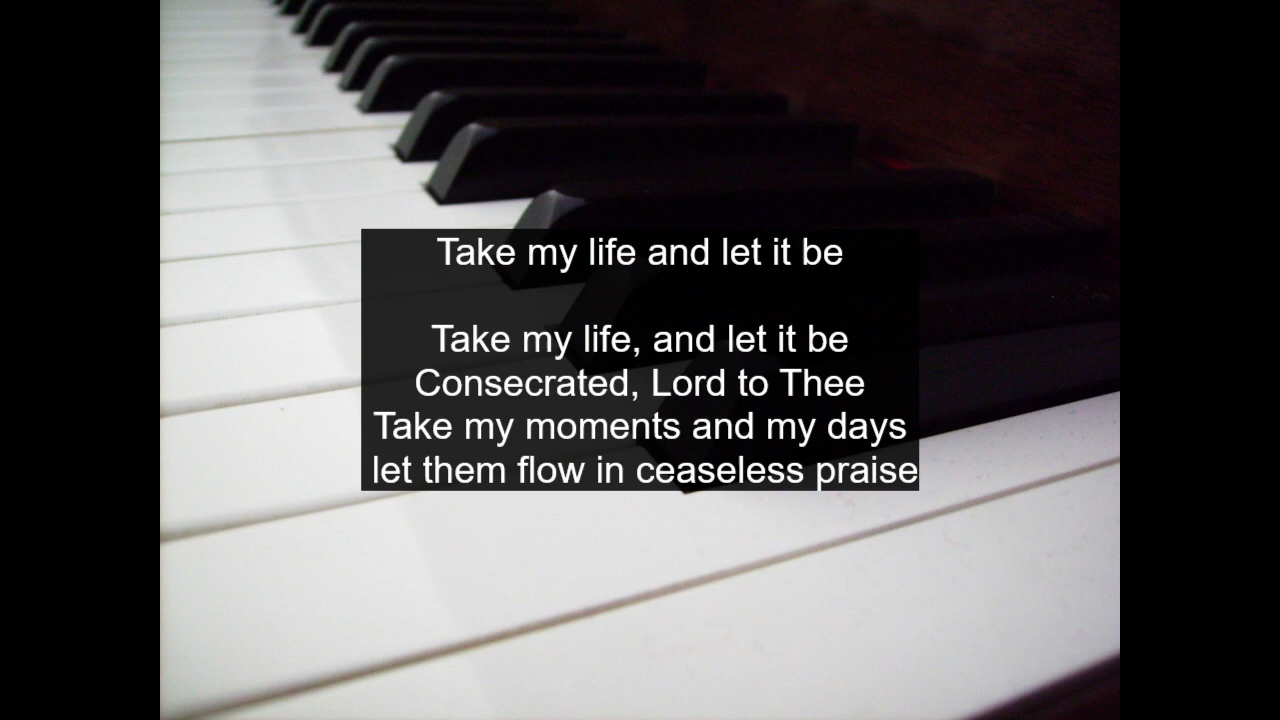 Take my life and let it be
Take my life, and let it be
Consecrated, Lord to Thee
Take my moments and my days
let them flow in ceaseless praise